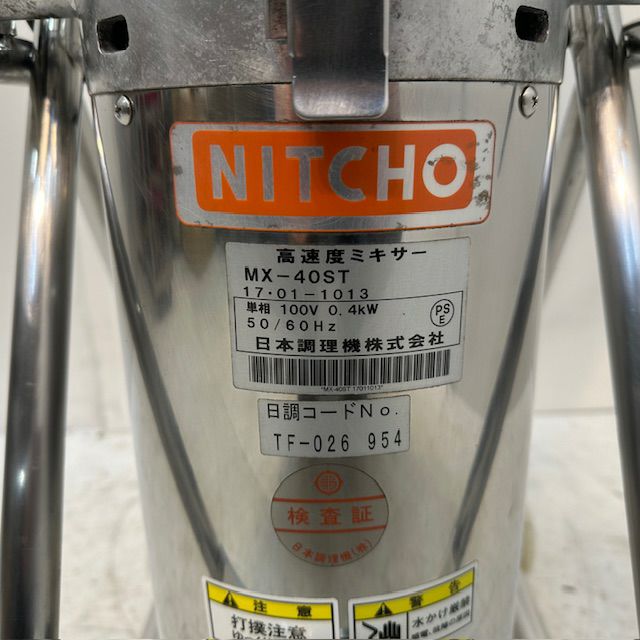 NITCHO
高速度ミキサー
MX-40ST
17・01-1013
単相 100V 0.4kW
50/60Hz
PS
E
日本調理機株式会社
*MX-40ST 17011013*
日調コードNo.
TF-026 954
検査証
日本調理機(株)
注意
打撲注意
警告
水かけ厳禁